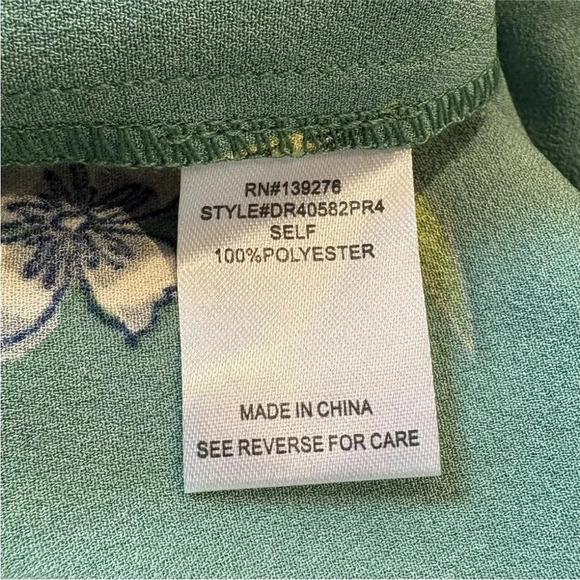 RN#139276
STYLE#DR40582PR4
SELF
100%POLYESTER
MADE IN CHINA
SEE REVERSE FOR CARE